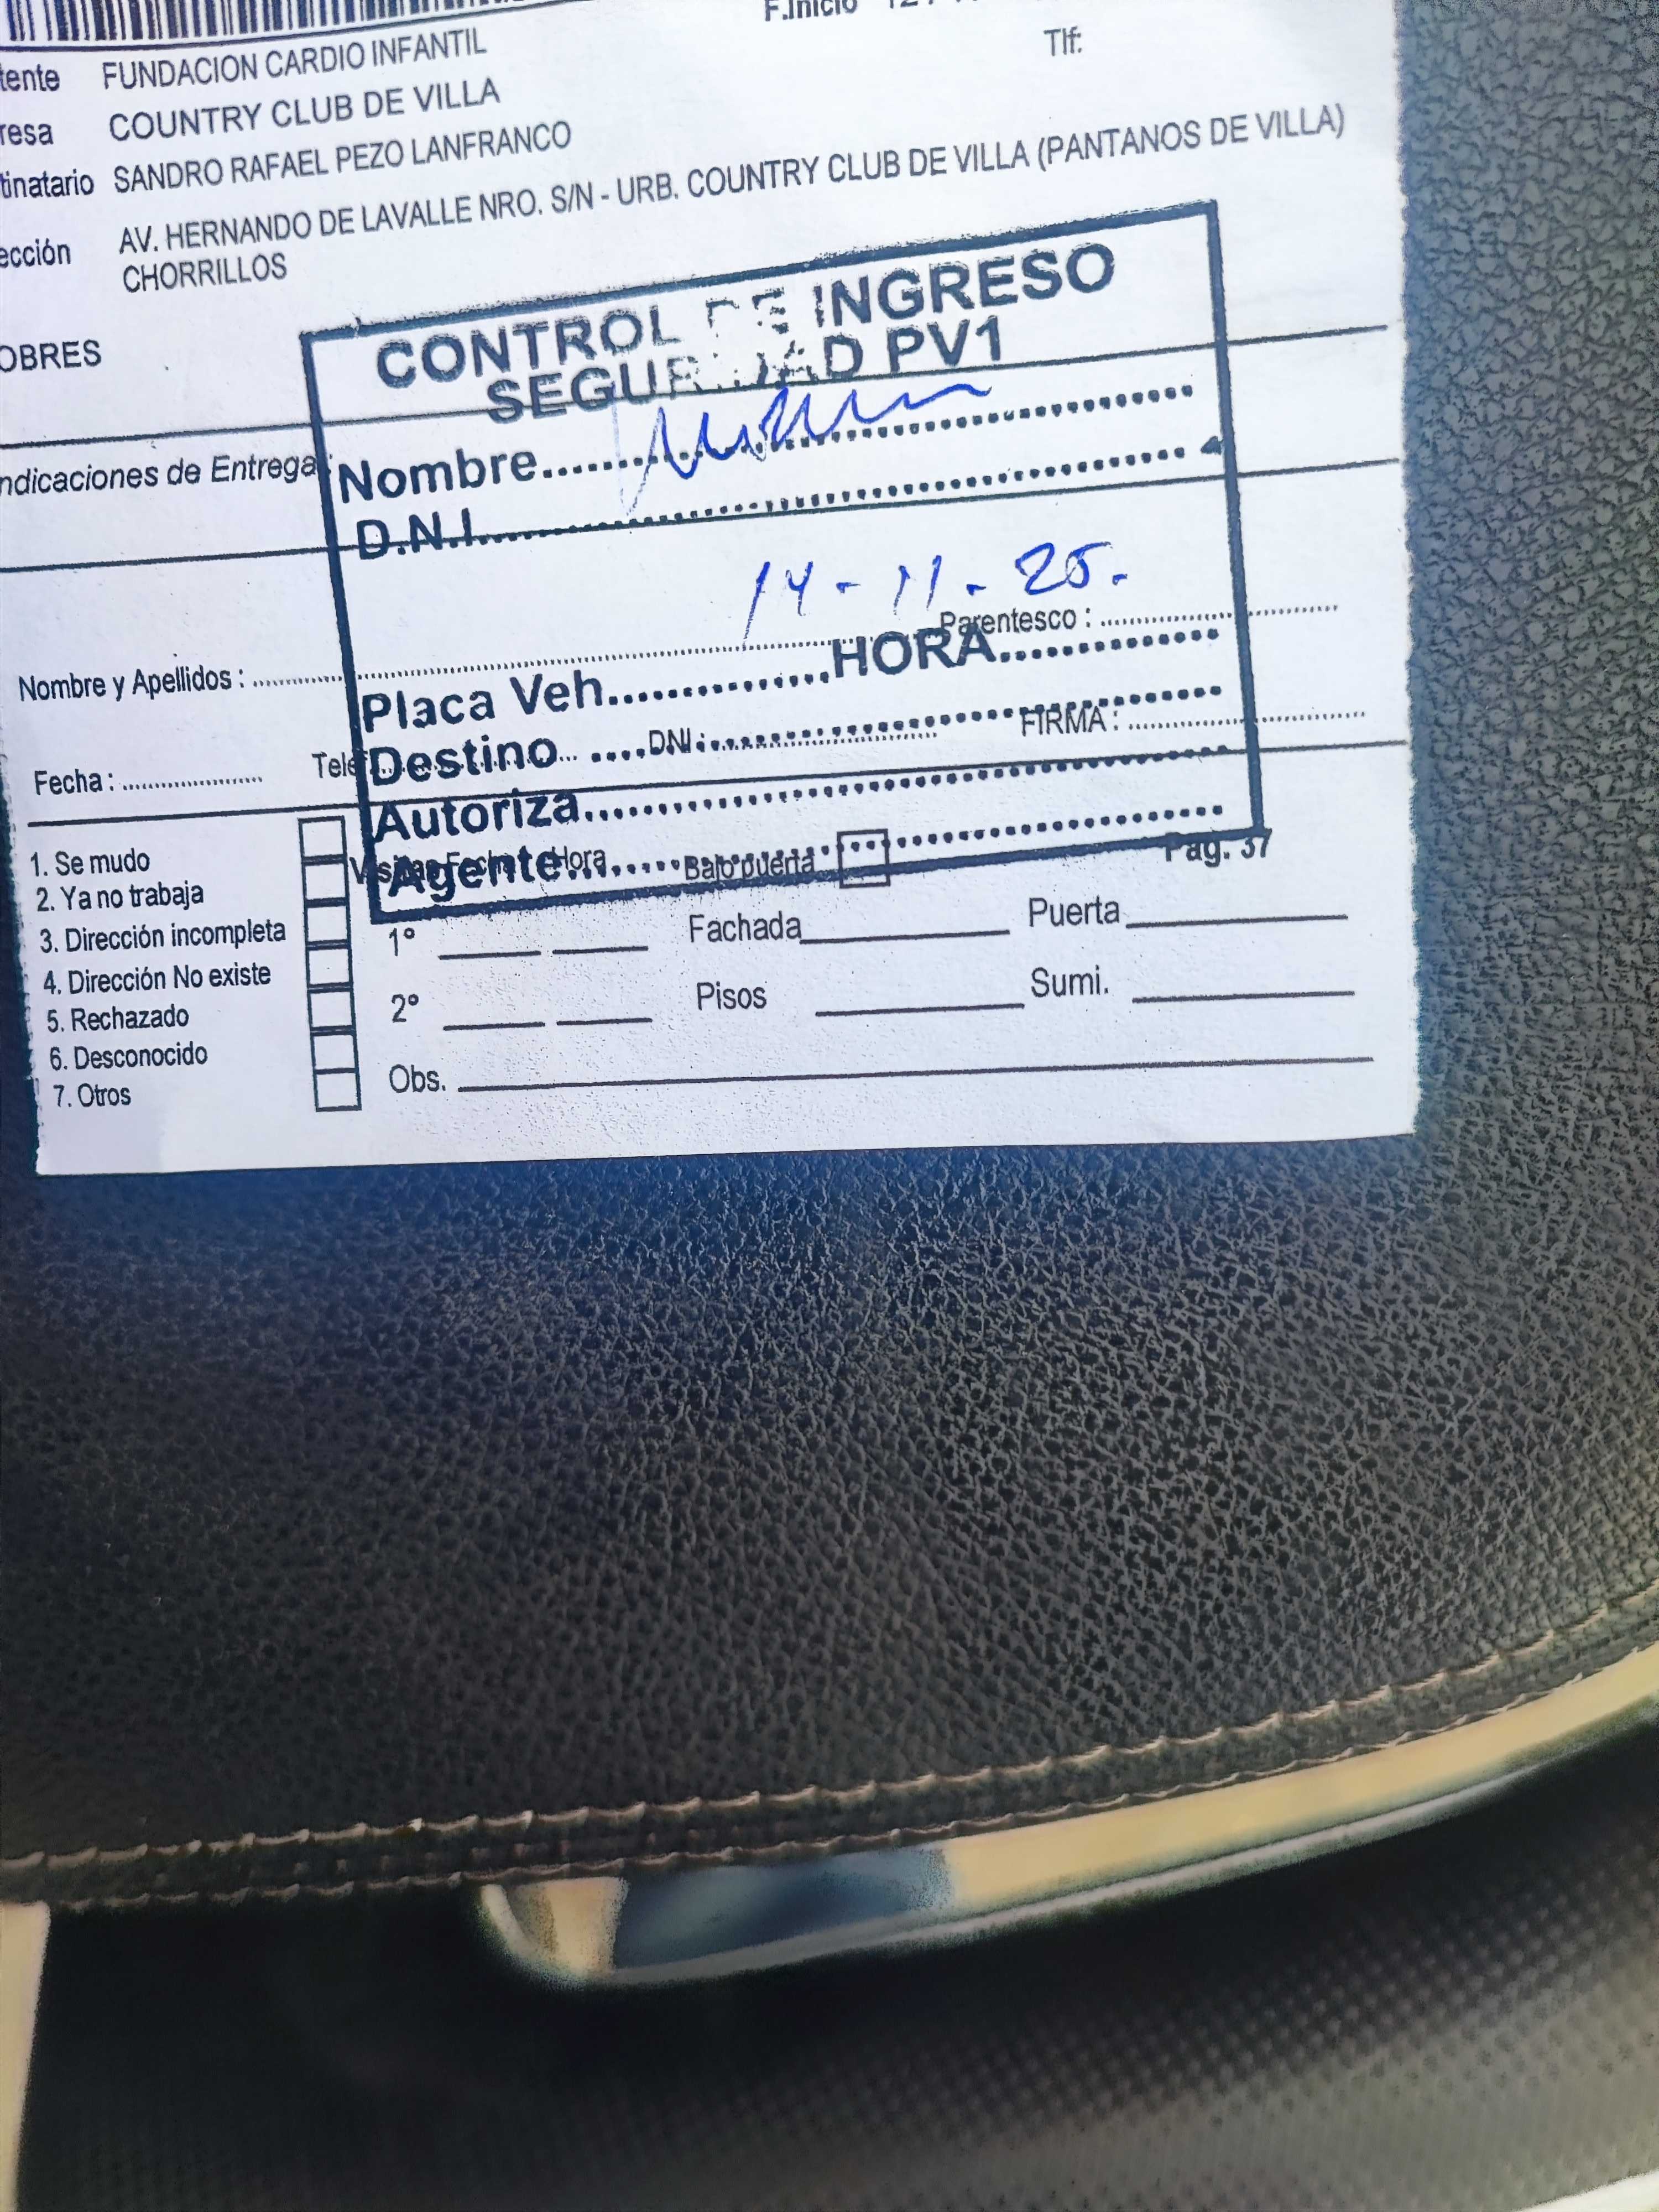 F.Inicio
tente FUNDACION CARDIO INFANTIL
Tlf:
resa COUNTRY CLUB DE VILLA
tinatario SANDRO RAFAEL PEZO LANFRANCO
ección AV. HERNANDO DE LAVALLE NRO. S/N - URB. COUNTRY CLUB DE VILLA (PANTANOS DE VILLA)
CHORRILLOS
OBRES
CONTROL DE INGRESO
SEGURIDAD PV1
ndicaciones de Entrega:
Nombre
D.N.I.
14 - 11 - 25.
Parentesco :
Nombre y Apellidos :
Placa Veh. HORA
Destino
Fecha : Tele DNI : FIRMA :
Autoriza
Agente
1. Se mudo
2. Ya no trabaja
3. Dirección incompleta
4. Dirección No existe
5. Rechazado
6. Desconocido
7. Otros
Visitas Fecha Hora Bajo puerta Pag. 37
1° Fachada Puerta
2° Pisos Sumi.
Obs.